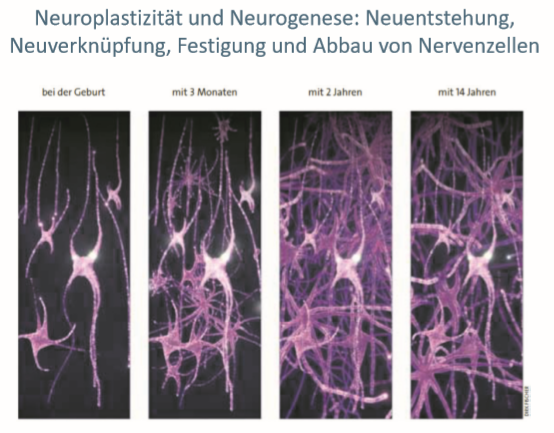 Neuroplastizität und Neurogenese: Neuentstehung,
Neuverknüpfung, Festigung und Abbau von Nervenzellen
bei der Geburt
mit 3 Monaten
mit 2 Jahren
mit 14 Jahren